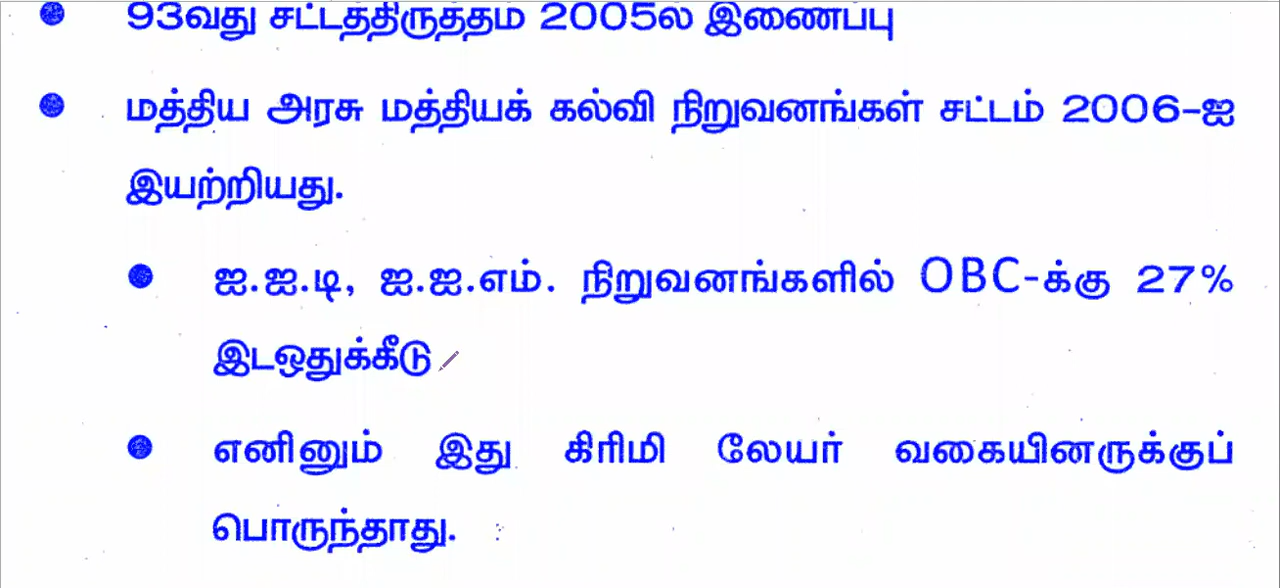 ● 93வது சட்டத்திருத்தம் 2005ல் இணைப்பு
● மத்திய அரசு மத்தியக் கல்வி நிறுவனங்கள் சட்டம் 2006-ஐ
இயற்றியது.
● ஐ.ஐ.டி, ஐ.ஐ.எம். நிறுவனங்களில் OBC-க்கு 27%
இடஒதுக்கீடு
● எனினும் இது கிரிமி லேயர் வகையினருக்குப்
பொருந்தாது.